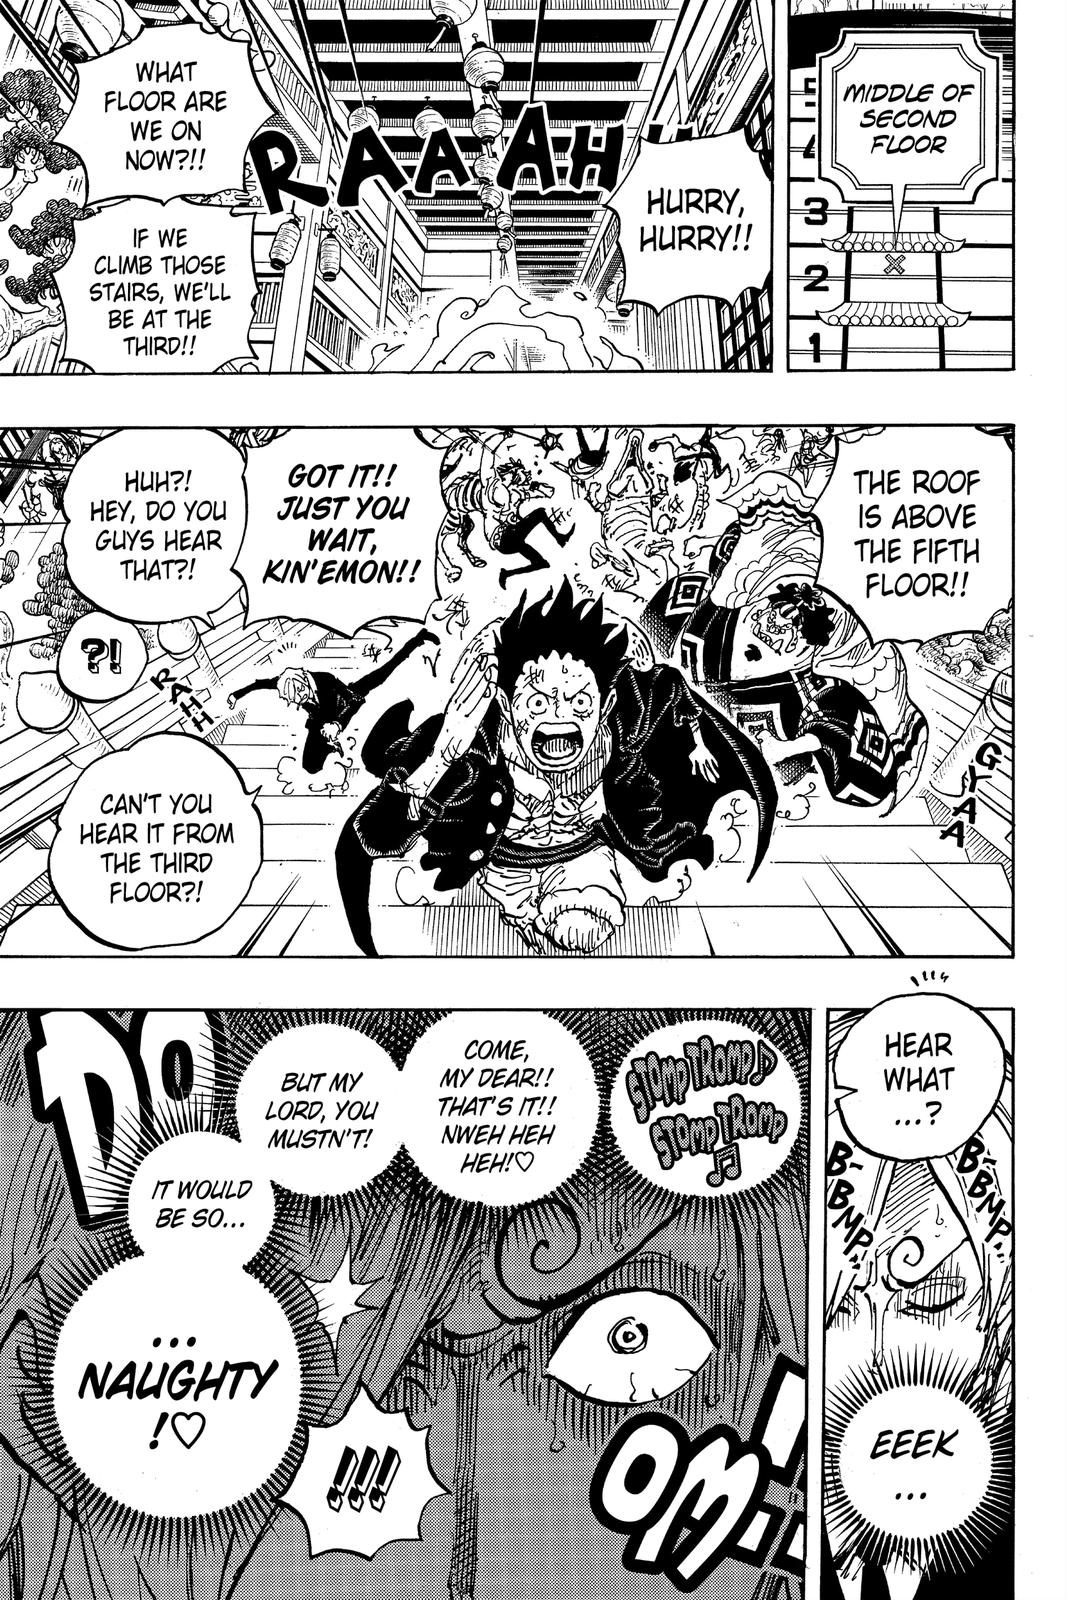 MIDDLE OF
SECOND
FLOOR
5
4
3
2
1
HURRY,
HURRY!!
RAAAHH
WHAT
FLOOR ARE
WE ON
NOW?!!
IF WE
CLIMB THOSE
STAIRS, WE'LL
BE AT THE
THIRD!!
THE ROOF
IS ABOVE
THE FIFTH
FLOOR!!
GOT IT!!
JUST YOU
WAIT,
KIN'EMON!!
HUH?!
HEY, DO YOU
GUYS HEAR
THAT?!
?!
RAHH
GYAA
CAN'T YOU
HEAR IT FROM
THE THIRD
FLOOR?!
HEAR
WHAT
...?
B-
BMP...
B-
BMP...
EEEK
...
STOMP TROMP♪
STOMP TROMP
♫
COME,
MY DEAR!!
THAT'S IT!!
NWEH HEH
HEH!♡
BUT MY
LORD, YOU
MUSTN'T!
IT WOULD
BE SO...
...
NAUGHTY
!♡
!!!
DO
OM!!